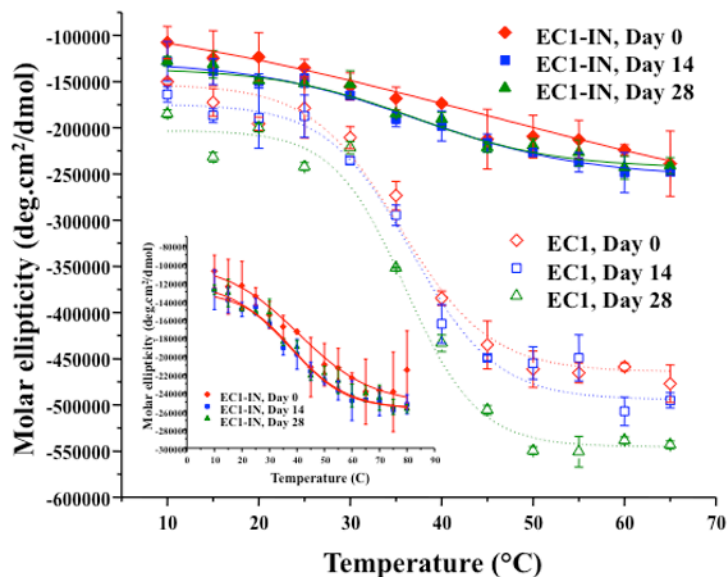 -100000
-150000
-200000
-250000
-300000
-350000
-400000
-450000
-500000
-550000
-600000
Molar ellipticity (deg.cm²/dmol)
EC1-IN, Day 0
EC1-IN, Day 14
EC1-IN, Day 28
EC1, Day 0
EC1, Day 14
EC1, Day 28
-80000
-100000
-120000
-140000
-160000
-180000
-200000
-220000
-240000
-260000
-280000
-300000
Molar ellipticity (deg.cm²/dmol)
EC1-IN, Day 0
EC1-IN, Day 14
EC1-IN, Day 28
0 10 20 30 40 50 60 70 80 90
Temperature (C)
10 20 30 40 50 60 70
Temperature (°C)